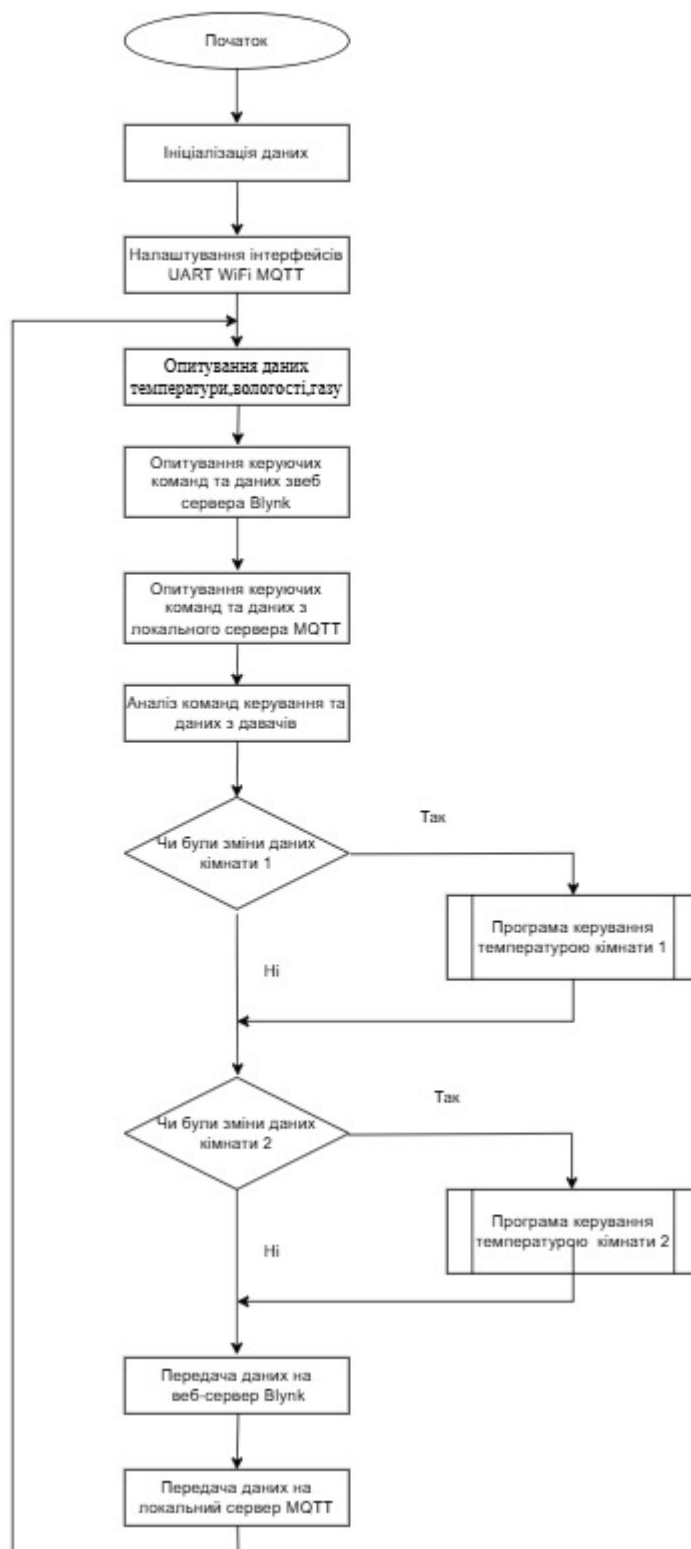 Початок
Ініціалізація даних
Налаштування інтерфейсів
UART WiFi MQTT
Опитування даних
температури,вологості,газу
Опитування керуючих
команд та даних звеб
сервера Blynk
Опитування керуючих
команд та даних з
локального сервера MQTT
Аналіз команд керування та
даних з давачів
Чи були зміни даних
кімнати 1
Так
Програма керування
температурою кімнати 1
Ні
Чи були зміни даних
кімнати 2
Так
Програма керування
температурою кімнати 2
Ні
Передача даних на
веб-сервер Blynk
Передача даних на
локальний сервер MQTT